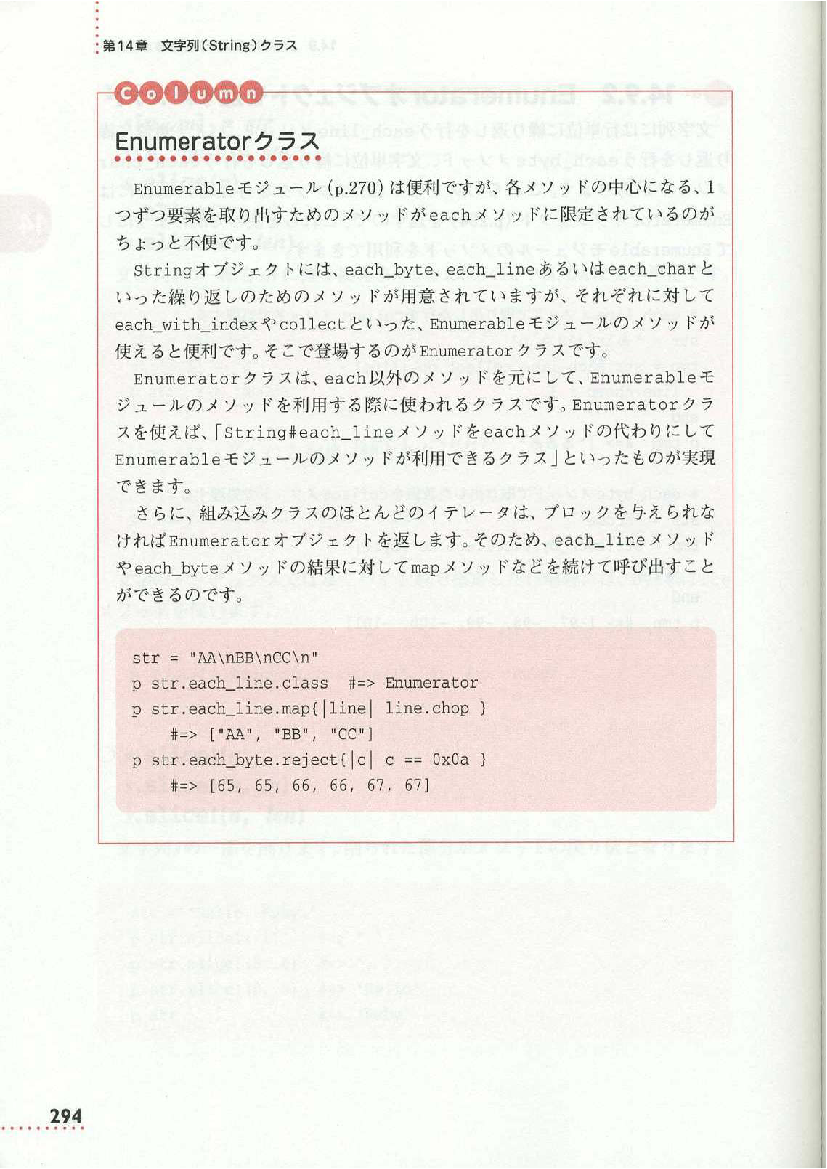 第14章 文字列(String)クラス
Column
Enumeratorクラス
Enumerableモジュール(p.270)は便利ですが、各メソッドの中心になる、1
つずつ要素を取り出すためのメソッドがeachメソッドに限定されているのが
ちょっと不便です。
Stringオブジェクトには、each_byte、each_lineあるいはeach_charと
いった繰り返しのためのメソッドが用意されていますが、それぞれに対して
each_with_indexやcollectといった、Enumerableモジュールのメソッドが
使えると便利です。そこで登場するのがEnumeratorクラスです。
Enumeratorクラスは、each以外のメソッドを元にして、Enumerableモ
ジュールのメソッドを利用する際に使われるクラスです。Enumeratorクラ
スを使えば、「String#each_lineメソッドをeachメソッドの代わりにして
Enumerableモジュールのメソッドが利用できるクラス」といったものが実現
できます。
さらに、組み込みクラスのほとんどのイテレータは、ブロックを与えられな
ければEnumeratorオブジェクトを返します。そのため、each_lineメソッド
やeach_byteメソッドの結果に対してmapメソッドなどを続けて呼び出すこと
ができるのです。
str = "AA\nBB\nCC\n"
p str.each_line.class #=> Enumerator
p str.each_line.map{|line| line.chop }
#=> ["AA", "BB", "CC"]
p str.each_byte.reject{|c| c == 0x0a }
#=> [65, 65, 66, 66, 67, 67]
294